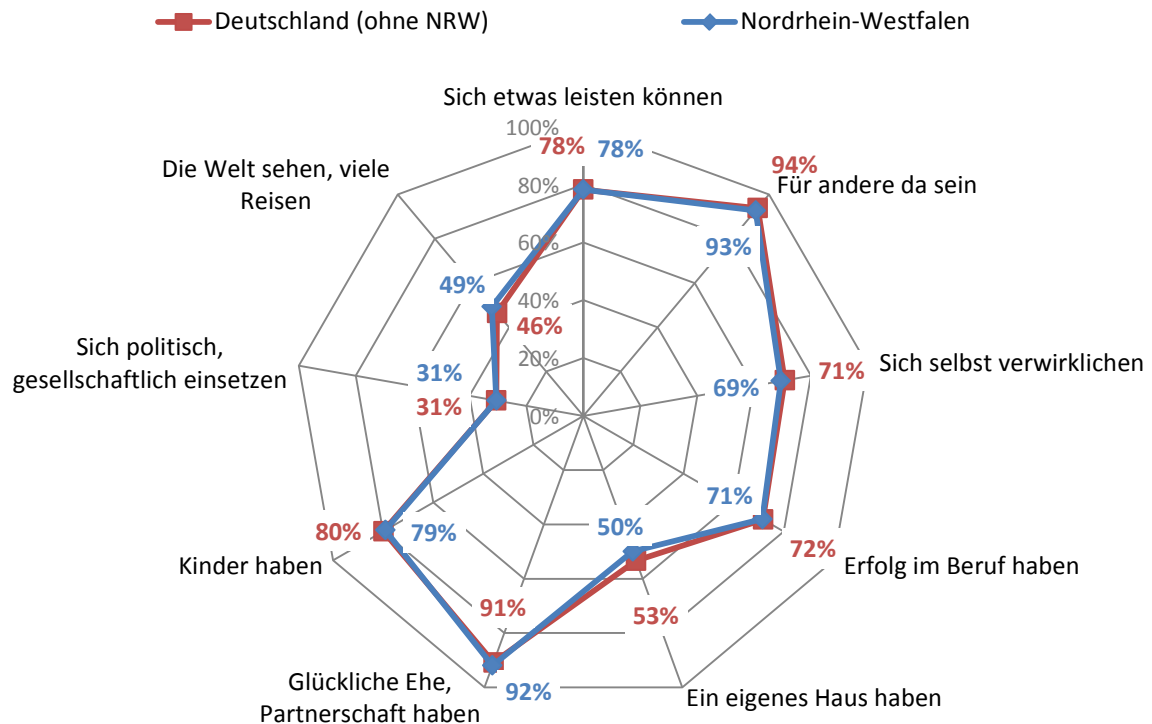 Deutschland (ohne NRW)
Nordrhein-Westfalen
Sich etwas leisten können
100%
78%
78%
94%
Für andere da sein
Die Welt sehen, viele
Reisen
80%
60%
93%
49%
40%
46%
20%
0%
Sich politisch,
gesellschaftlich einsetzen
31%
31%
69%
71%
Sich selbst verwirklichen
71%
72%
Erfolg im Beruf haben
50%
53%
Ein eigenes Haus haben
80%
79%
Kinder haben
91%
92%
Glückliche Ehe,
Partnerschaft haben